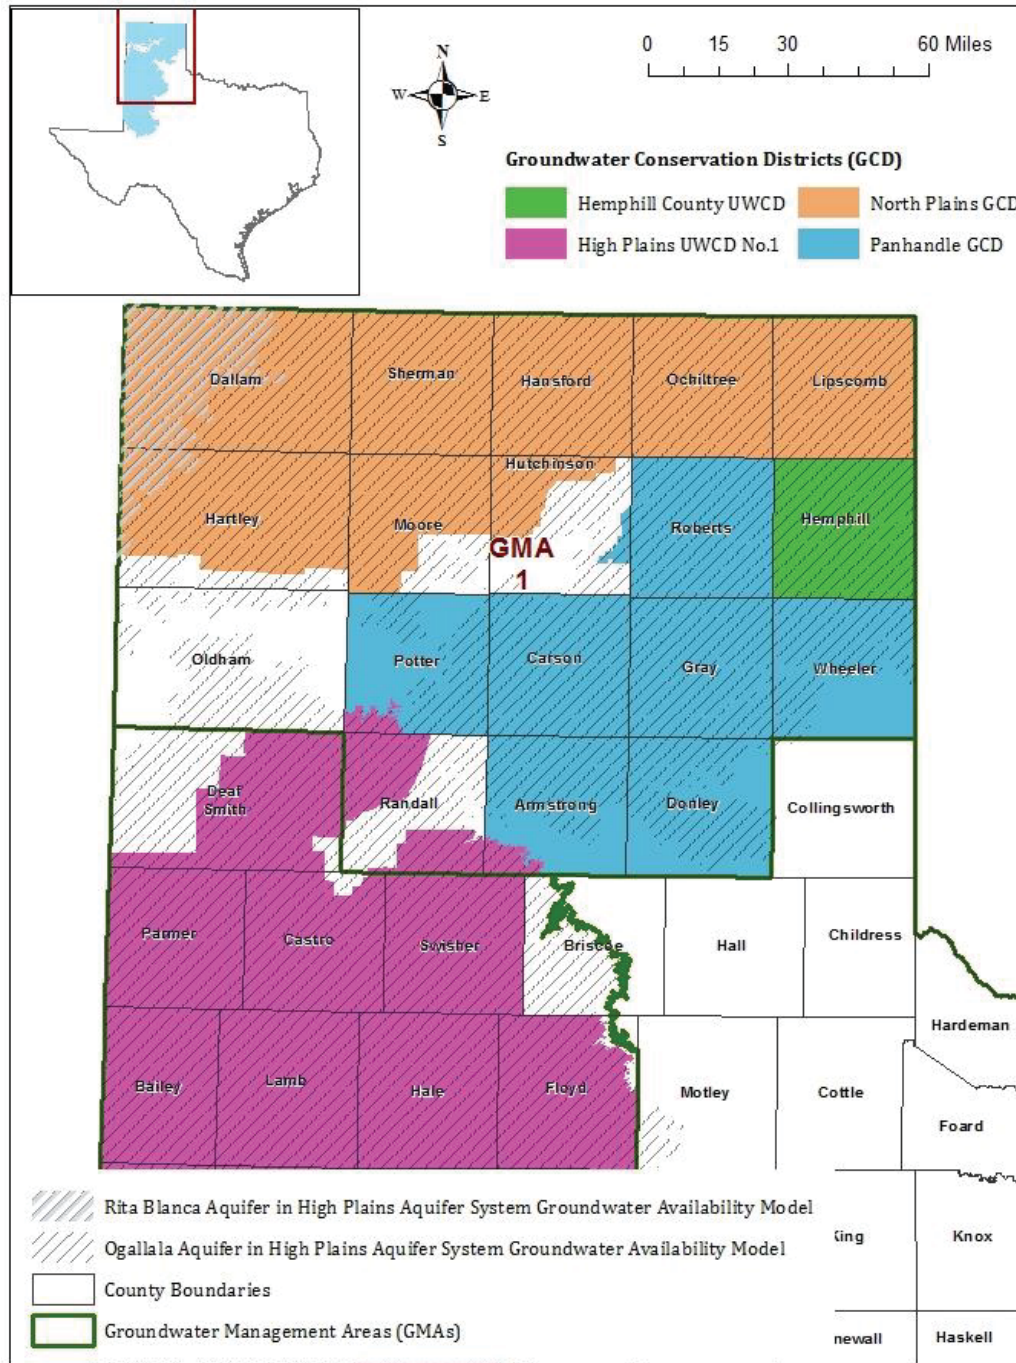 N
W E
S
0 15 30 60 Miles
Groundwater Conservation Districts (GCD)
Hemphill County UWCD
North Plains GCD
High Plains UWCD No.1
Panhandle GCD
Dallam
Sherman
Hansford
Ochiltree
Lipscomb
Hartley
Moore
Hutchinson
Roberts
Hemphill
GMA
1
Oldham
Potter
Carson
Gray
Wheeler
Deaf
Smith
Randall
Armstrong
Donley
Collingsworth
Parmer
Castro
Swisher
Briscoe
Hall
Childress
Hardeman
Bailey
Lamb
Hale
Floyd
Motley
Cottle
Foard
Rita Blanca Aquifer in High Plains Aquifer System Groundwater Availability Model
Ogallala Aquifer in High Plains Aquifer System Groundwater Availability Model
County Boundaries
Groundwater Management Areas (GMAs)
Knox
newall
Haskell